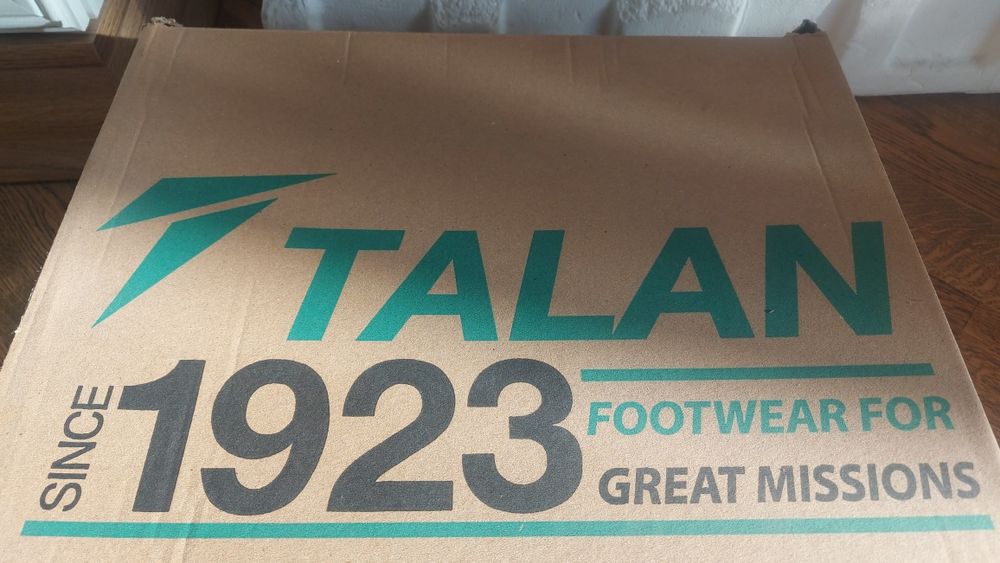 TALAN
SINCE 1923
FOOTWEAR FOR
GREAT MISSIONS